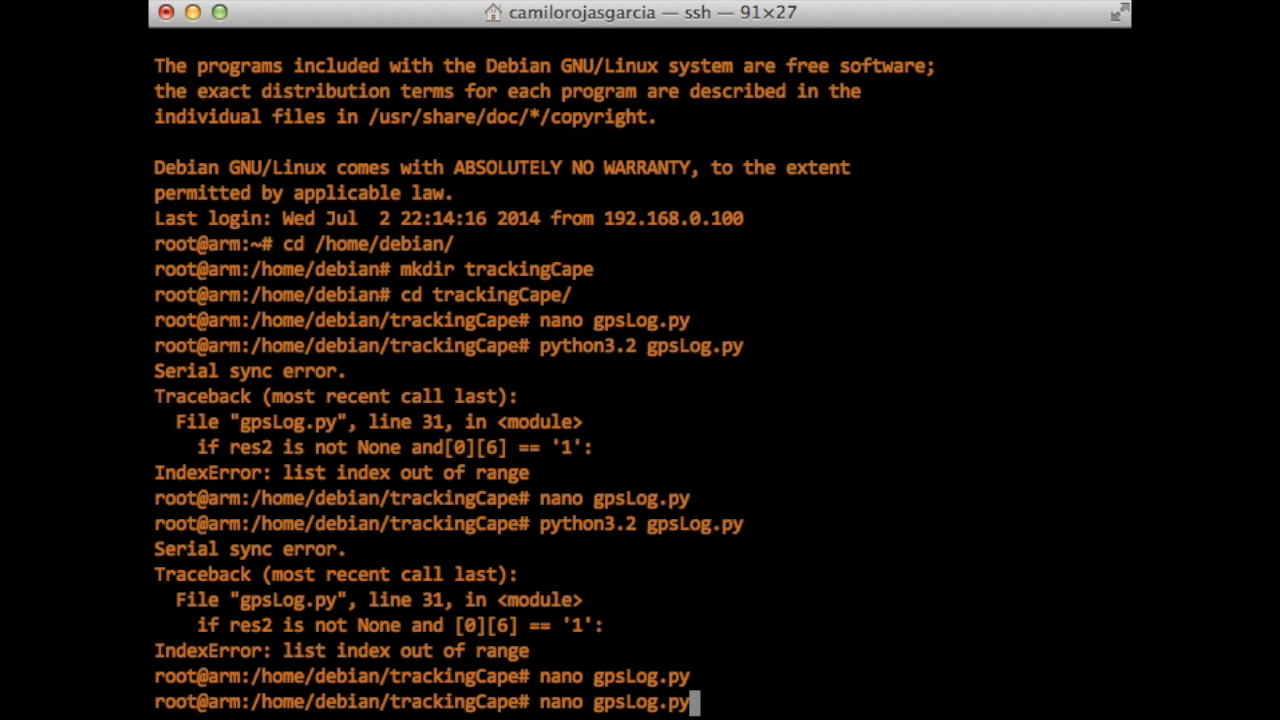 camilorojasgarcia — ssh — 91×27
The programs included with the Debian GNU/Linux system are free software;
the exact distribution terms for each program are described in the
individual files in /usr/share/doc/*/copyright.
Debian GNU/Linux comes with ABSOLUTELY NO WARRANTY, to the extent
permitted by applicable law.
Last login: Wed Jul  2 22:14:16 2014 from 192.168.0.100
root@arm:~# cd /home/debian/
root@arm:/home/debian# mkdir trackingCape
root@arm:/home/debian# cd trackingCape/
root@arm:/home/debian/trackingCape# nano gpsLog.py
root@arm:/home/debian/trackingCape# python3.2 gpsLog.py
Serial sync error.
Traceback (most recent call last):
  File "gpsLog.py", line 31, in <module>
    if res2 is not None and[0][6] == '1':
IndexError: list index out of range
root@arm:/home/debian/trackingCape# nano gpsLog.py
root@arm:/home/debian/trackingCape# python3.2 gpsLog.py
Serial sync error.
Traceback (most recent call last):
  File "gpsLog.py", line 31, in <module>
    if res2 is not None and [0][6] == '1':
IndexError: list index out of range
root@arm:/home/debian/trackingCape# nano gpsLog.py
root@arm:/home/debian/trackingCape# nano gpsLog.py